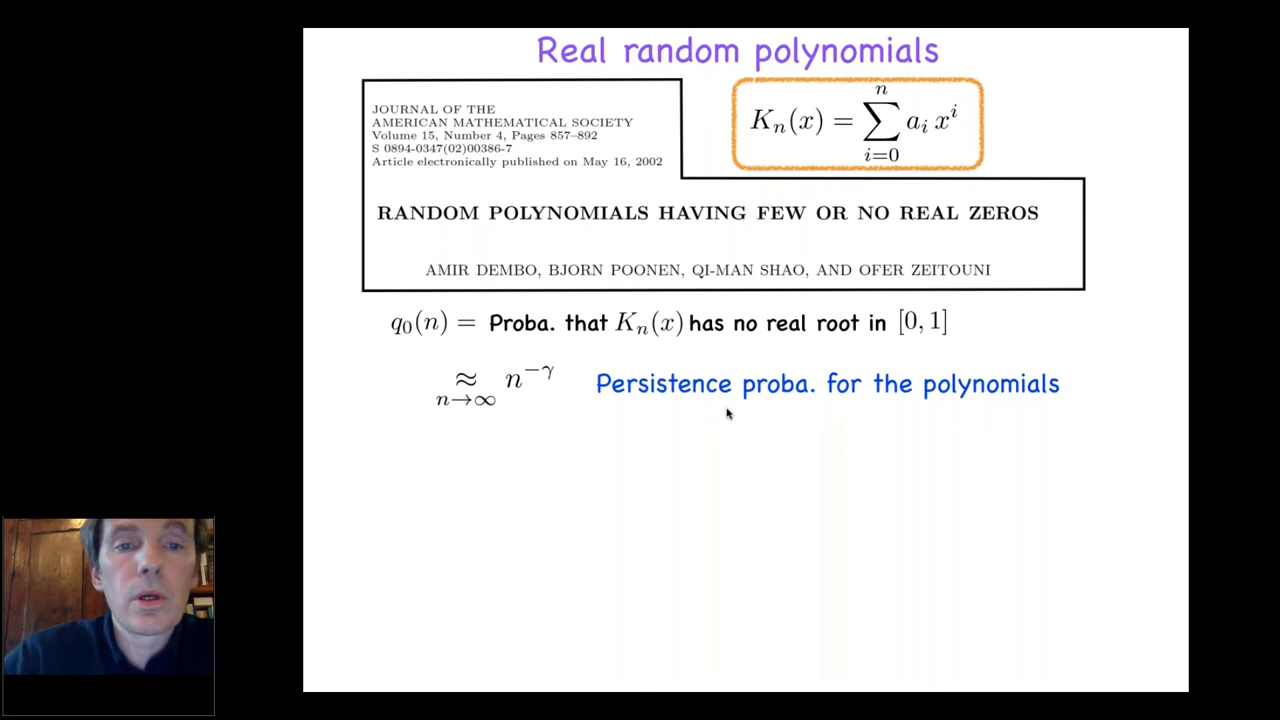 Real random polynomials
JOURNAL OF THE
AMERICAN MATHEMATICAL SOCIETY
Volume 15, Number 4, Pages 857–892
S 0894-0347(02)00386-7
Article electronically published on May 16, 2002
K_n(x) = \sum_{i=0}^{n} a_i x^i
RANDOM POLYNOMIALS HAVING FEW OR NO REAL ZEROS
AMIR DEMBO, BJORN POONEN, QI-MAN SHAO, AND OFER ZEITOUNI
q_0(n) = Proba. that K_n(x) has no real root in [0, 1]
\approx_{n→∞} n^{−γ} Persistence proba. for the polynomials